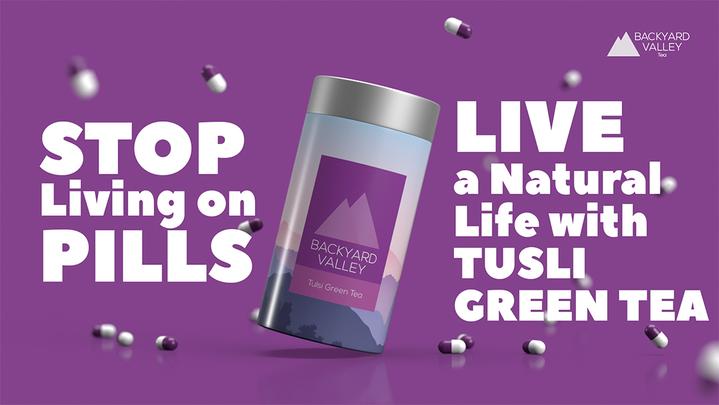 STOP
Living on
PILLS
BACKYARD
VALLEY
Tulsi Green Tea
BACKYARD
VALLEY
Tea
LIVE
a Natural
Life with
TUSLI
GREEN TEA